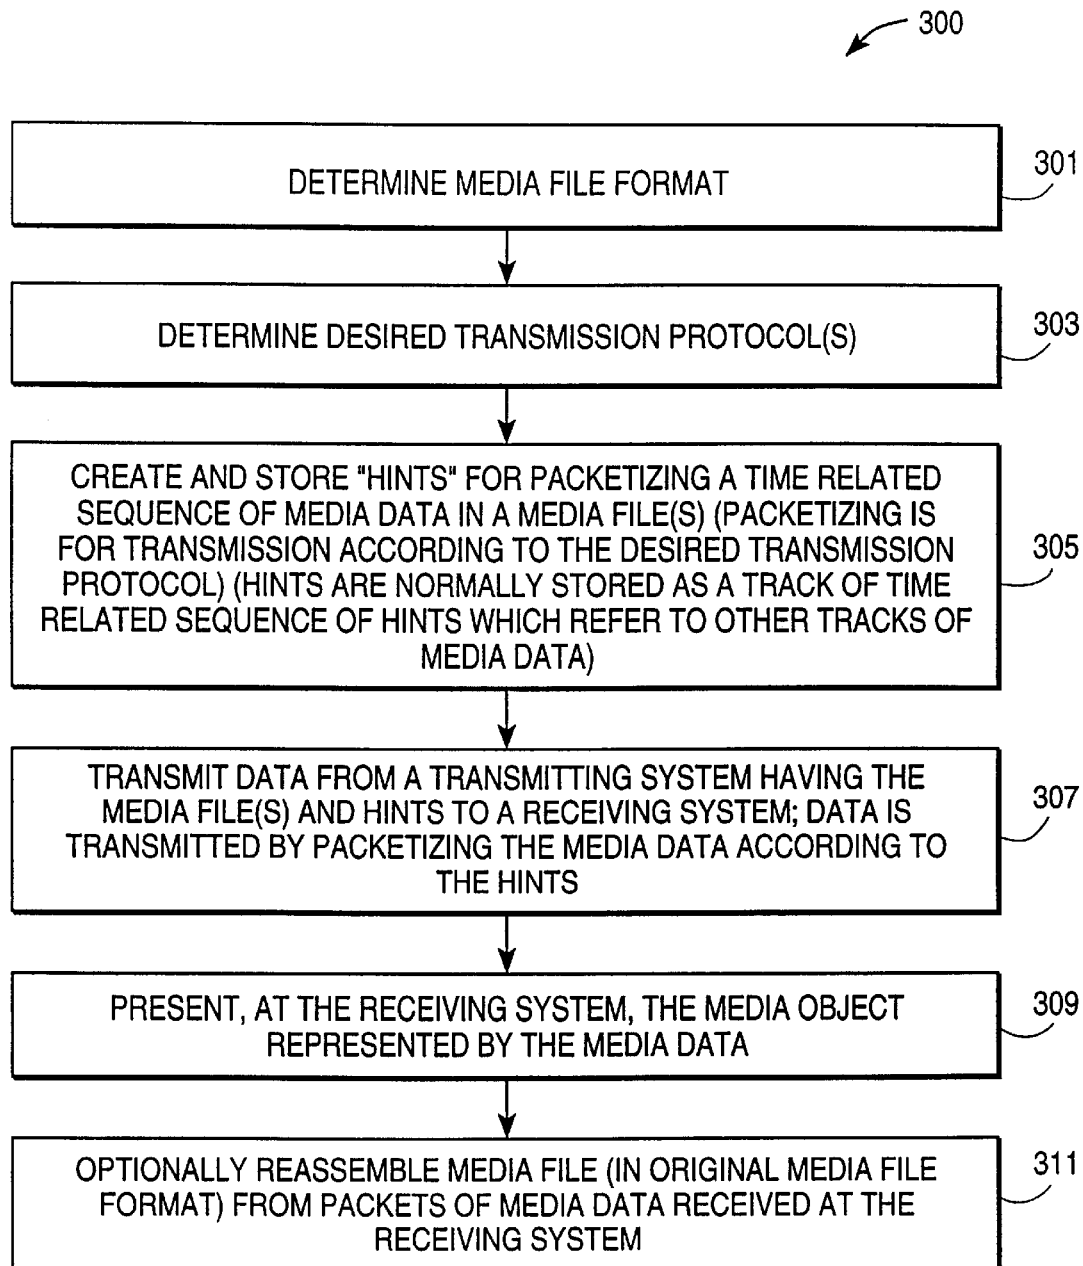 300
DETERMINE MEDIA FILE FORMAT
301
DETERMINE DESIRED TRANSMISSION PROTOCOL(S)
303
CREATE AND STORE "HINTS" FOR PACKETIZING A TIME RELATED
SEQUENCE OF MEDIA DATA IN A MEDIA FILE(S) (PACKETIZING IS
FOR TRANSMISSION ACCORDING TO THE DESIRED TRANSMISSION
PROTOCOL) (HINTS ARE NORMALLY STORED AS A TRACK OF TIME
RELATED SEQUENCE OF HINTS WHICH REFER TO OTHER TRACKS OF
MEDIA DATA)
305
TRANSMIT DATA FROM A TRANSMITTING SYSTEM HAVING THE
MEDIA FILE(S) AND HINTS TO A RECEIVING SYSTEM; DATA IS
TRANSMITTED BY PACKETIZING THE MEDIA DATA ACCORDING TO
THE HINTS
307
PRESENT, AT THE RECEIVING SYSTEM, THE MEDIA OBJECT
REPRESENTED BY THE MEDIA DATA
309
OPTIONALLY REASSEMBLE MEDIA FILE (IN ORIGINAL MEDIA FILE
FORMAT) FROM PACKETS OF MEDIA DATA RECEIVED AT THE
RECEIVING SYSTEM
311